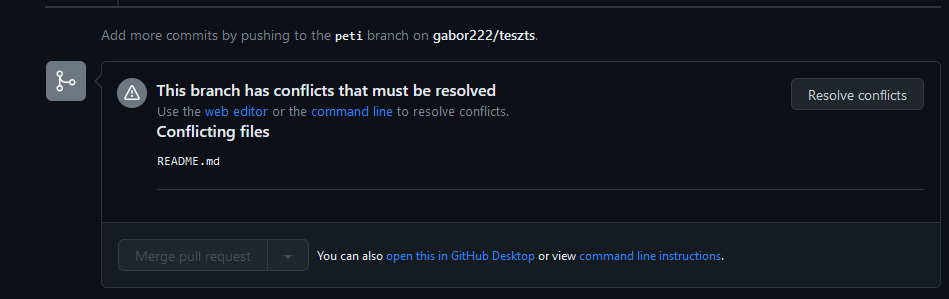 Add more commits by pushing to the peti branch on gabor222/teszts.
This branch has conflicts that must be resolved
Resolve conflicts
Use the web editor or the command line to resolve conflicts.
Conflicting files
README.md
Merge pull request
You can also open this in GitHub Desktop or view command line instructions.